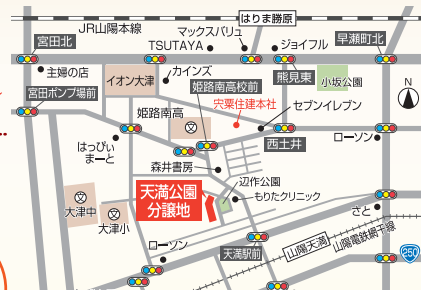 はりま勝原
JR山陽本線
マックスバリュ
宮田北
TSUTAYA
ジョイフル
早瀬町北
主婦の店
カインズ
熊見東
小坂公園
イオン大津
宮田ポンプ場前
姫路南高校前
N
姫路南高
宍粟住建本社
セブンイレブン
文
はっぴぃ
まーと
西土井
ローソン
森井書房
天満公園
分譲地
辺作公園
もりたクリニック
文
文
大津中
大津小
さと
ローソン
天満駅前
山陽天満
山陽電鉄網干線
250